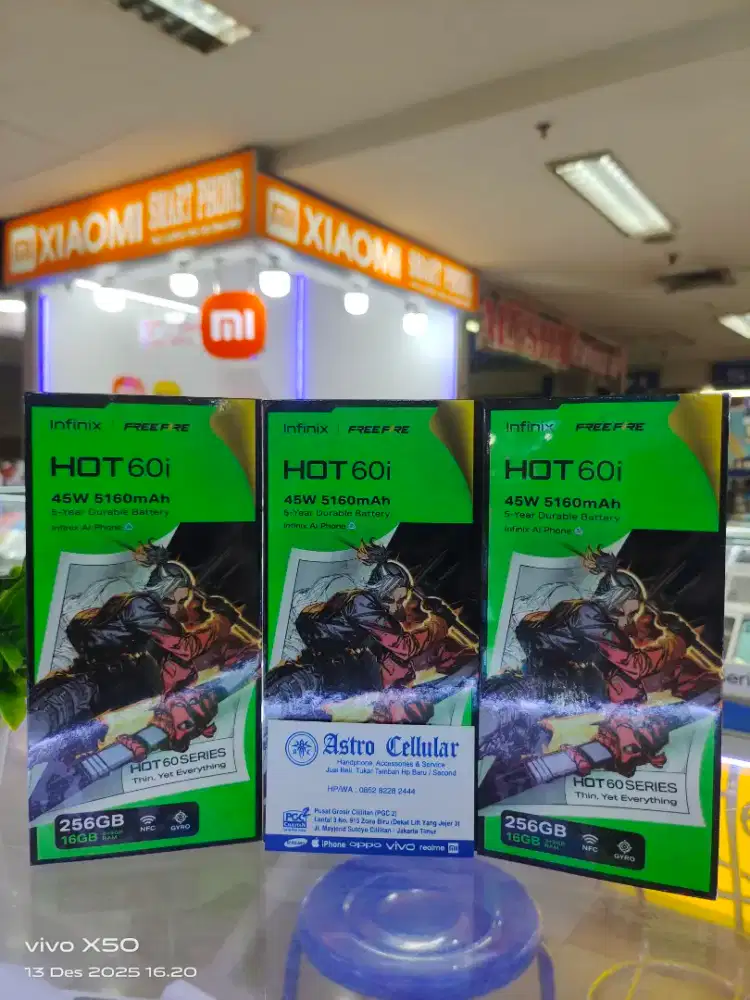 XIAOMI SMART PHONE
XIAOMI SMART PHONE
mi
Infinix | FREE FIRE
HOT 60i
45W 5160mAh
5-Year Durable Battery
Infinix AI Phone
HOT 60 SERIES
Thin, Yet Everything
256GB
16GB
RAM
NFC
GYRO
Infinix | FREE FIRE
HOT 60i
45W 5160mAh
5-Year Durable Battery
Infinix AI Phone
Astro Cellular
Handphone, Accessories & Service
Jual Beli, Tukar Tambah Hp Baru / Second
HP/WA . 0852 8228 2444
PGC
Pusat Grosir Cililitan (PGC 2)
Jl. Mayjend Sutoyo Cililitan - Jakarta Timur
iPhone oppo vivo realme mi
Infinix | FREE FIRE
HOT 60i
45W 5160mAh
5-Year Durable Battery
Infinix AI Phone
HOT 60 SERIES
Thin, Yet Everything
256GB
16GB
RAM
NFC
GYRO
vivo X50
13 Des 2025 16.20